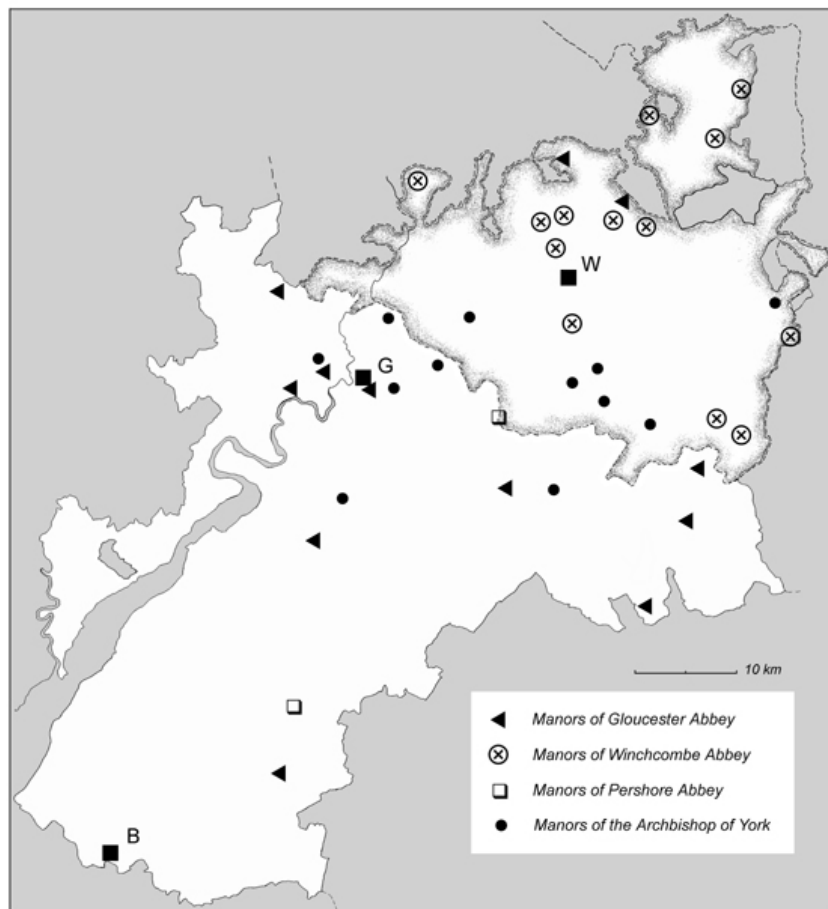 W
G
B
10 km
Manors of Gloucester Abbey
Manors of Winchcombe Abbey
Manors of Pershore Abbey
Manors of the Archbishop of York